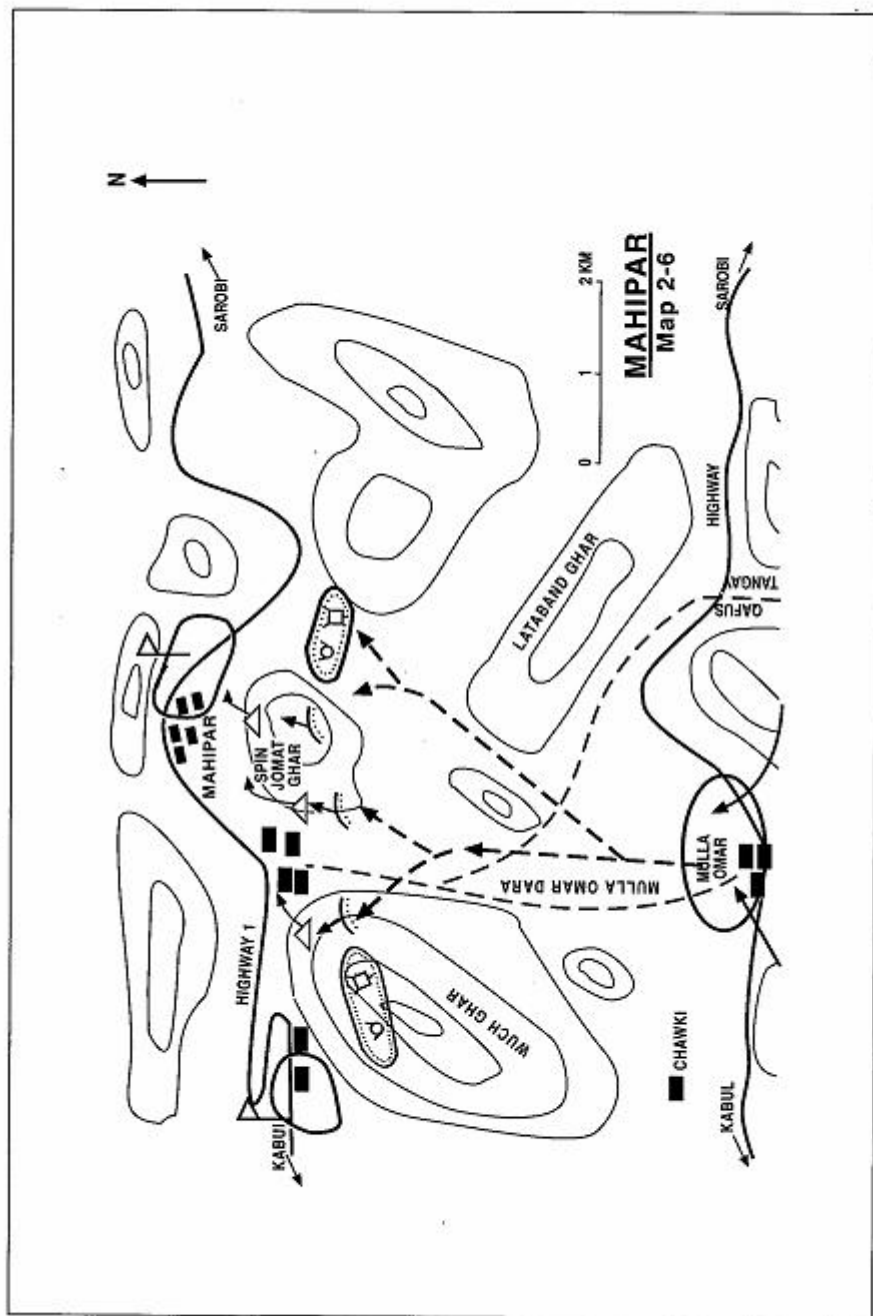 N
SAROBI
MAHIPAR
SPIN
JOMAT
GHAR
HIGHWAY 1
KABUI
WUCH GHAR
MULLA OMAR DARA
LATABAND GHAR
0 1 2 KM
MAHIPAR
Map 2-6
CHAWKI
MULLA
OMAR
QAFUS
TANGAY
HIGHWAY
SAROBI
KABUL